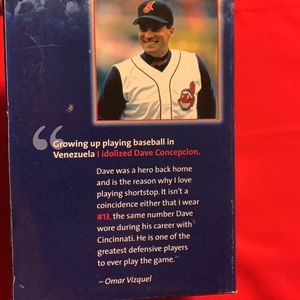 “Growing up playing baseball in
Venezuela I idolized Dave Concepcion.
Dave was a hero back home
and is the reason why I love
playing shortstop. It isn't a
coincidence either that I wear
#13, the same number Dave
wore during his career with
Cincinnati. He is one of the
greatest defensive players
to ever play the game.”
– Omar Vizquel